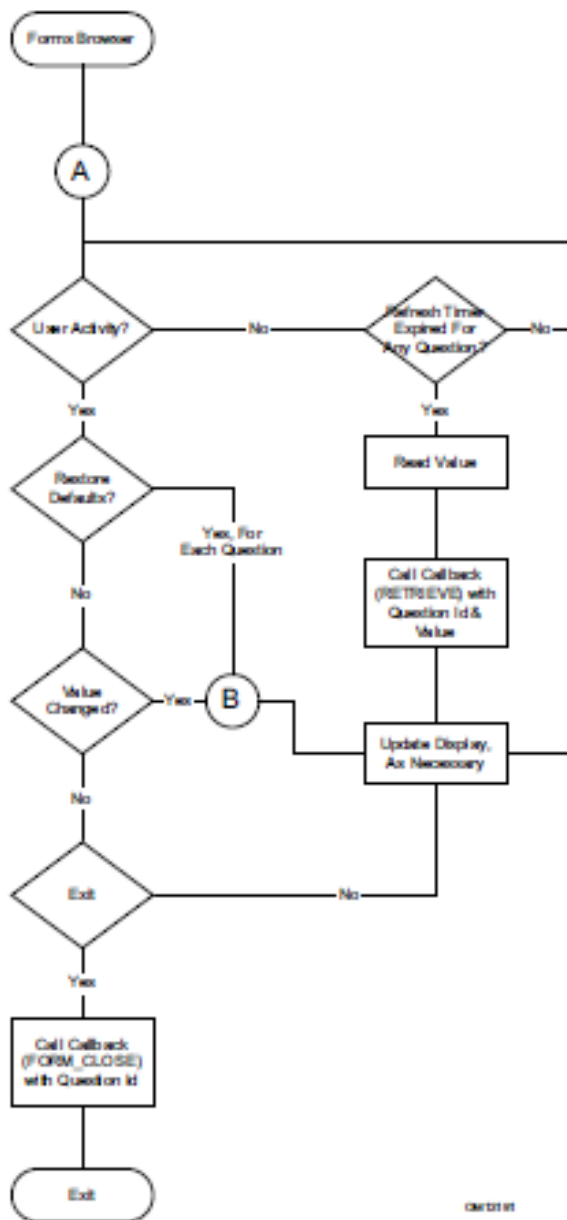 Forms Browser
A
User Activity?
No
Refresh Timer
Expired For
Any Question?
No
Yes
Yes
Restore
Defaults?
Read Value
Yes, For
Each Question
Call Callback
(RETRIEVE) with
Question Id &
Value
No
Value
Changed?
Yes
B
Update Display,
As Necessary
No
Exit
No
Yes
Call Callback
(FORM_CLOSE)
with Question Id
Exit